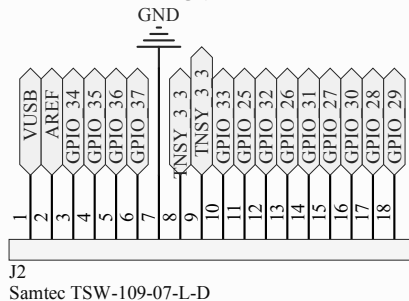 GND
VUSB
AREF
GPIO 34
GPIO 35
GPIO 36
GPIO 37
TNSY 3 3
TNSY 3 3
GPIO 33
GPIO 25
GPIO 32
GPIO 26
GPIO 31
GPIO 27
GPIO 30
GPIO 28
GPIO 29
1
2
3
4
5
6
7
8
9
10
11
12
13
14
15
16
17
18
J2
Samtec TSW-109-07-L-D